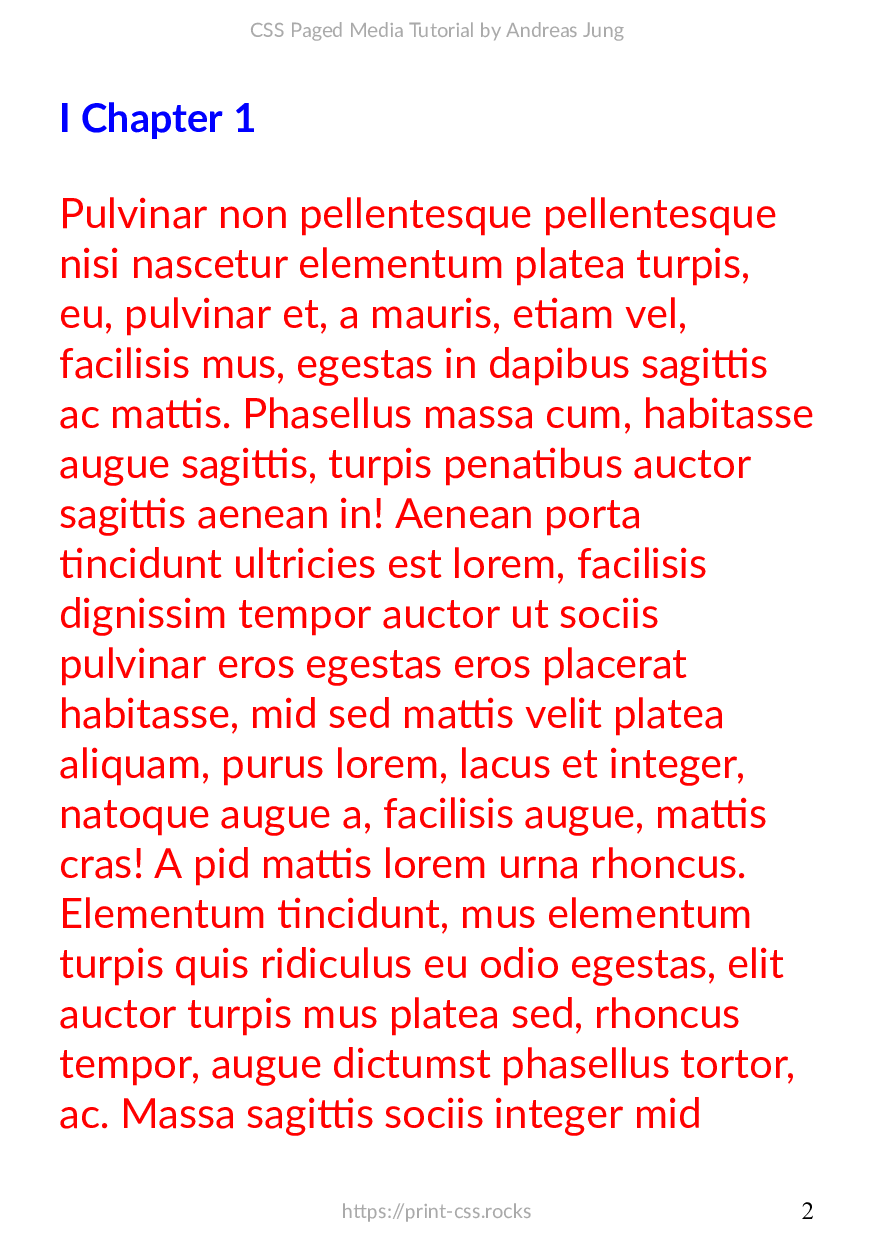 CSS Paged Media Tutorial by Andreas Jung
I Chapter 1
Pulvinar non pellentesque pellentesque
nisi nascetur elementum platea turpis,
eu, pulvinar et, a mauris, etiam vel,
facilisis mus, egestas in dapibus sagittis
ac mattis. Phasellus massa cum, habitasse
augue sagittis, turpis penatibus auctor
sagittis aenean in! Aenean porta
tincidunt ultricies est lorem, facilisis
dignissim tempor auctor ut sociis
pulvinar eros egestas eros placerat
habitasse, mid sed mattis velit platea
aliquam, purus lorem, lacus et integer,
natoque augue a, facilisis augue, mattis
cras! A pid mattis lorem urna rhoncus.
Elementum tincidunt, mus elementum
turpis quis ridiculus eu odio egestas, elit
auctor turpis mus platea sed, rhoncus
tempor, augue dictumst phasellus tortor,
ac. Massa sagittis sociis integer mid
https://print-css.rocks
2